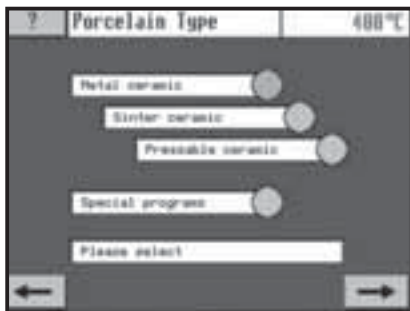 ? Porcelain Type 400°C
Metal ceramic
Sinter ceramic
Pressable ceramic
Special programs
Please select